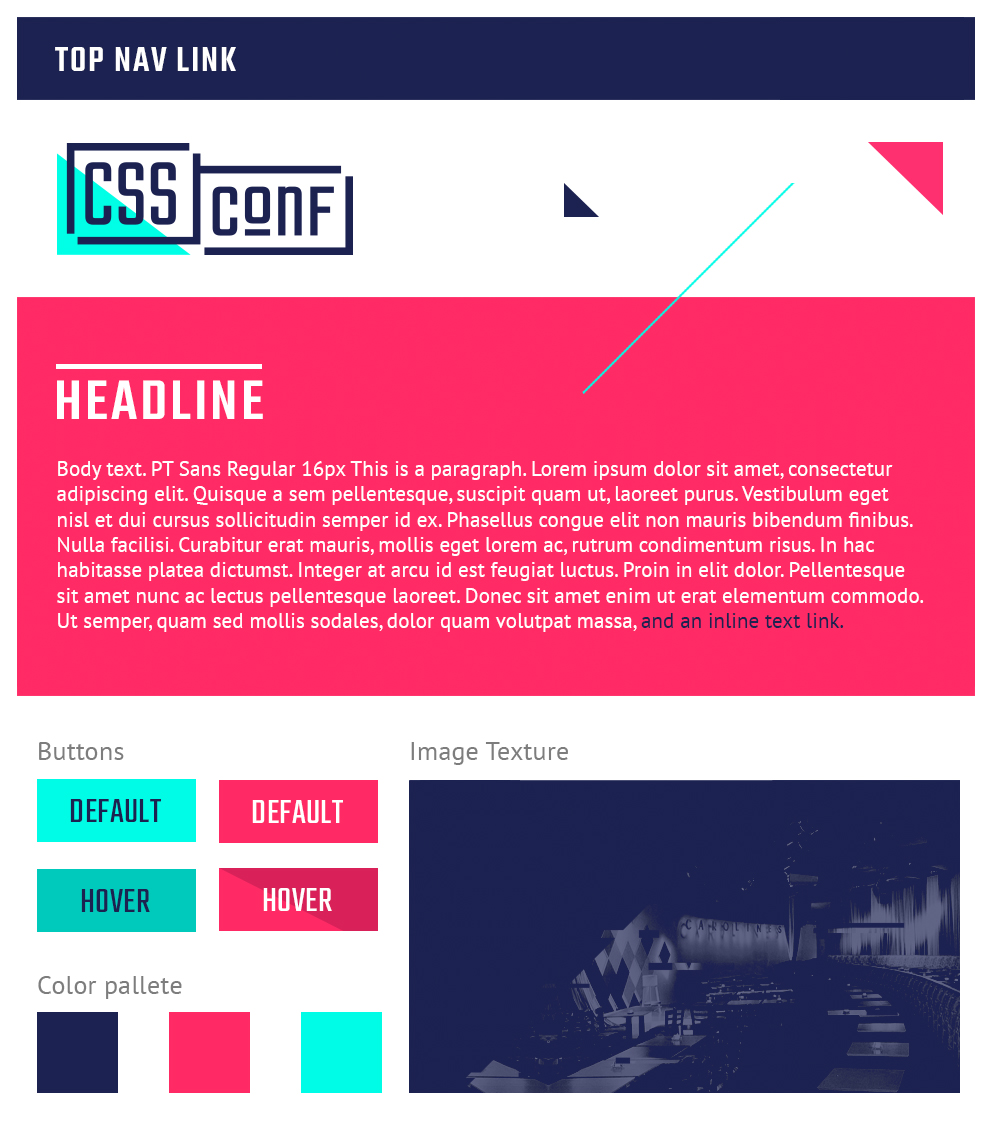 TOP NAV LINK
CSS
CONF
HEADLINE
Body text. PT Sans Regular 16px This is a paragraph. Lorem ipsum dolor sit amet, consectetur
adipiscing elit. Quisque a sem pellentesque, suscipit quam ut, laoreet purus. Vestibulum eget
nisl et dui cursus sollicitudin semper id ex. Phasellus congue elit non mauris bibendum finibus.
Nulla facilisi. Curabitur erat mauris, mollis eget lorem ac, rutrum condimentum risus. In hac
habitasse platea dictumst. Integer at arcu id est feugiat luctus. Proin in elit dolor. Pellentesque
sit amet nunc ac lectus pellentesque laoreet. Donec sit amet enim ut erat elementum commodo.
Ut semper, quam sed mollis sodales, dolor quam volutpat massa, and an inline text link.
Buttons
Image Texture
DEFAULT
DEFAULT
HOVER
HOVER
CAROLINES
Color pallete